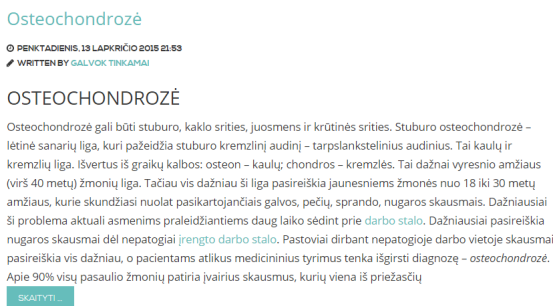 Osteochondrozė
PENKTADIENIS, 13 LAPKRIČIO 2015 21:53
WRITTEN BY GALVOK TINKAMAI
OSTEOCHONDROZĖ
Osteochondrozė gali būti stuburo, kaklo srities, juosmens ir krūtinės srities. Stuburo osteochondrozė –
lėtinė sanarių liga, kuri pažeidžia stuburo kremzlinį audinį – tarpslankstelinius audinius. Tai kaulų ir
kremzlių liga. Išvertus iš graikų kalbos: osteon – kaulų; chondros – kremzlės. Tai dažnai vyresnio amžiaus
(virš 40 metų) žmonių liga. Tačiau vis dažniau ši liga pasireiškia jaunesniems žmonės nuo 18 iki 30 metų
amžiaus, kurie skundžiasi nuolat pasikartojančiais galvos, pečių, sprando, nugaros skausmais. Dažniausiai
ši problema aktuali asmenims praleidžiantiems daug laiko sėdint prie darbo stalo. Dažniausiai pasireiškia
nugaros skausmai dėl nepatogiai įrengto darbo stalo. Pastoviai dirbant nepatogioje darbo vietoje skausmai
pasireiškia vis dažniau, o pacientams atlikus medicininius tyrimus tenka išgirsti diagnozę – osteochondrozė.
Apie 90% visų pasaulio žmonių patiria įvairius skausmus, kurių viena iš priežasčių
SKAITYTI ...